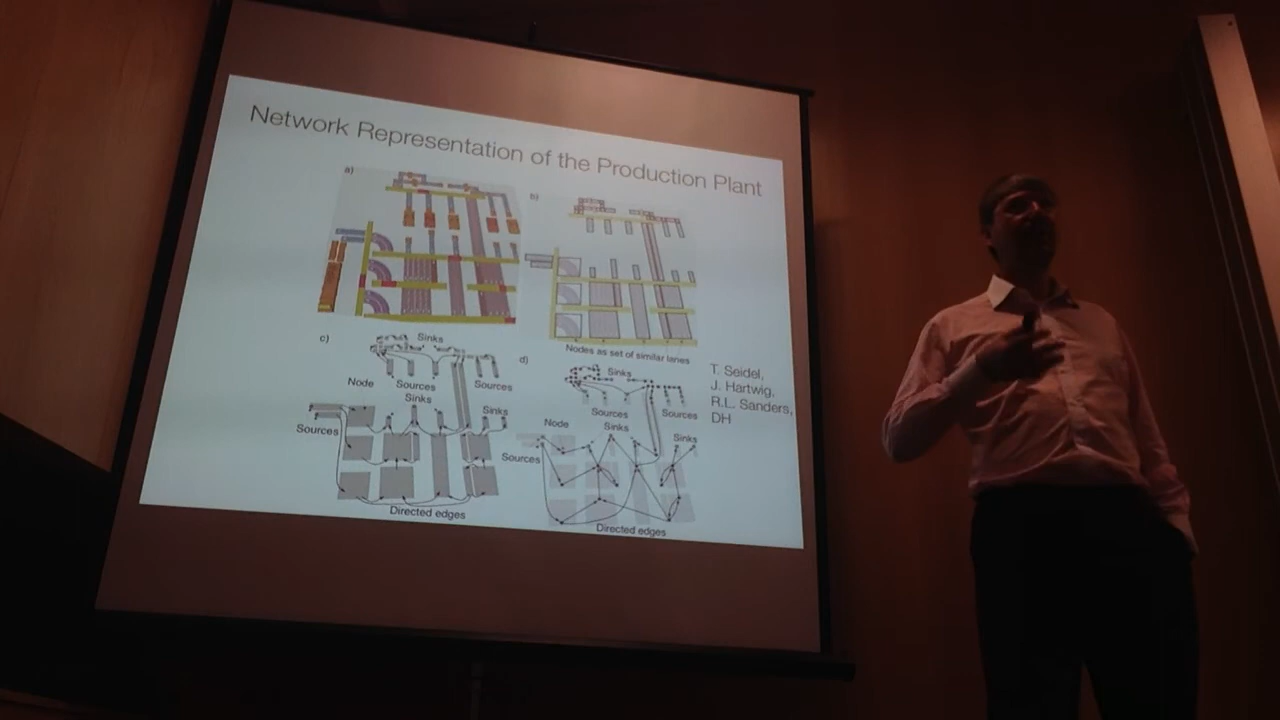 Network Representation of the Production Plant
a)
b)
Nodes as set of similar lanes
c)
Sinks
Node
Sources
Sources
Sinks
Sinks
Sources
Directed edges
d)
Sinks
Sources
Sources
Node
Sinks
Sinks
Sources
Directed edges
T. Seidel,
J. Hartwig,
R.L. Sanders,
DH